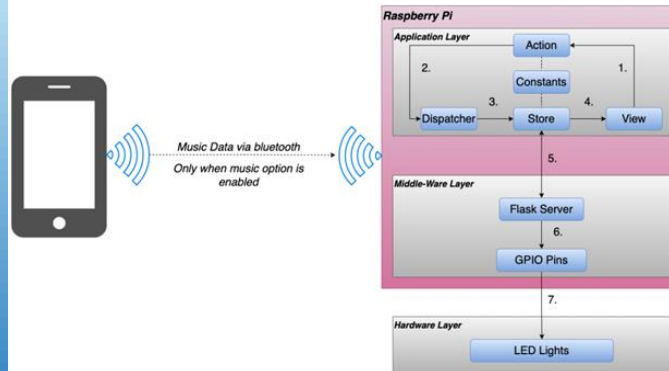 Raspberry Pi
Application Layer
Action
2.
1.
Constants
3.
4.
Dispatcher
Store
View
Music Data via bluetooth
Only when music option is
enabled
5.
Middle-Ware Layer
Flask Server
6.
GPIO Pins
7.
Hardware Layer
LED Lights